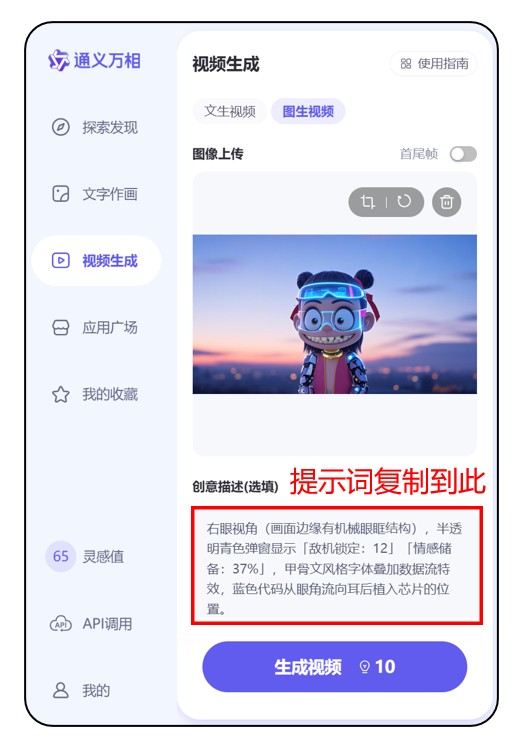 通义万相
探索发现
文字作画
视频生成
应用广场
我的收藏
65 灵感值
API API调用
我的
视频生成
使用指南
文生视频 图生视频
图像上传 首尾帧
创意描述(选填) 提示词复制到此
右眼视角（画面边缘有机械眼眶结构），半透
明青色弹窗显示「敌机锁定：12」「情感储
备：37%」，甲骨文风格字体叠加数据流特
效，蓝色代码从眼角流向耳后植入芯片的位
置。
生成视频 10